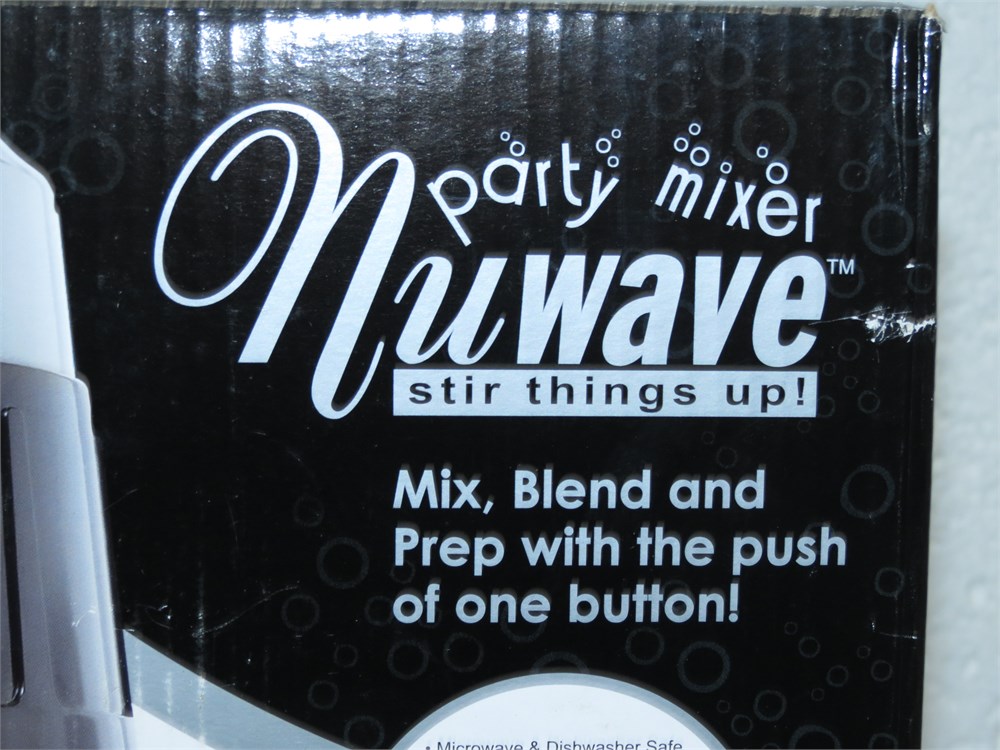 party mixer
Nuwave™
stir things up!
Mix, Blend and
Prep with the push
of one button!
• Microwave & Dishwasher Safe